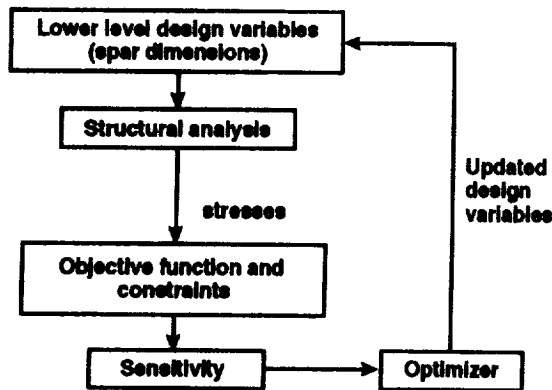 Lower level design variables
(spar dimensions)
Structural analysis
stresses
Updated
design
variables
Objective function and
constraints
Sensitivity
Optimizer